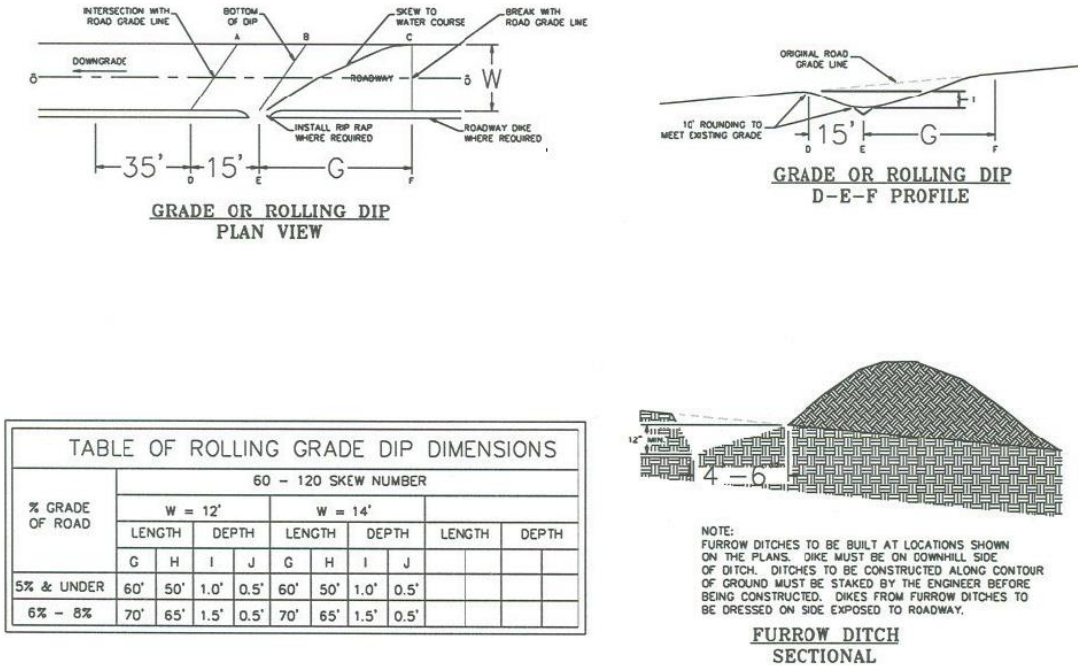 INTERSECTION WITH
ROAD GRADE LINE
BOTTOM
OF DIP
SKEW TO
WATER COURSE
BREAK WITH
ROAD GRADE LINE
A
B
C
DOWNGRADE
ROADWAY
W
INSTALL RIP RAP
WHERE REQUIRED
ROADWAY DIKE
WHERE REQUIRED
35'
15'
G
D
E
F
GRADE OR ROLLING DIP
PLAN VIEW
ORIGINAL ROAD
GRADE LINE
I
10' ROUNDING TO
MEET EXISTING GRADE
15'
G
D
E
F
GRADE OR ROLLING DIP
D-E-F PROFILE
TABLE OF ROLLING GRADE DIP DIMENSIONS
% GRADE
OF ROAD
60 - 120 SKEW NUMBER
W = 12' W = 14'
LENGTH DEPTH LENGTH DEPTH LENGTH DEPTH
G H I J G H I J
5% & UNDER 60' 50' 1.0' 0.5' 60' 50' 1.0' 0.5'
6% - 8% 70' 65' 1.5' 0.5' 70' 65' 1.5' 0.5'
12" MIN.
4 -6'
NOTE:
FURROW DITCHES TO BE BUILT AT LOCATIONS SHOWN
ON THE PLANS. DIKE MUST BE ON DOWNHILL SIDE
OF DITCH. DITCHES TO BE CONSTRUCTED ALONG CONTOUR
OF GROUND MUST BE STAKED BY THE ENGINEER BEFORE
BEING CONSTRUCTED. DIKES FROM FURROW DITCHES TO
BE DRESSED ON SIDE EXPOSED TO ROADWAY.
FURROW DITCH
SECTIONAL